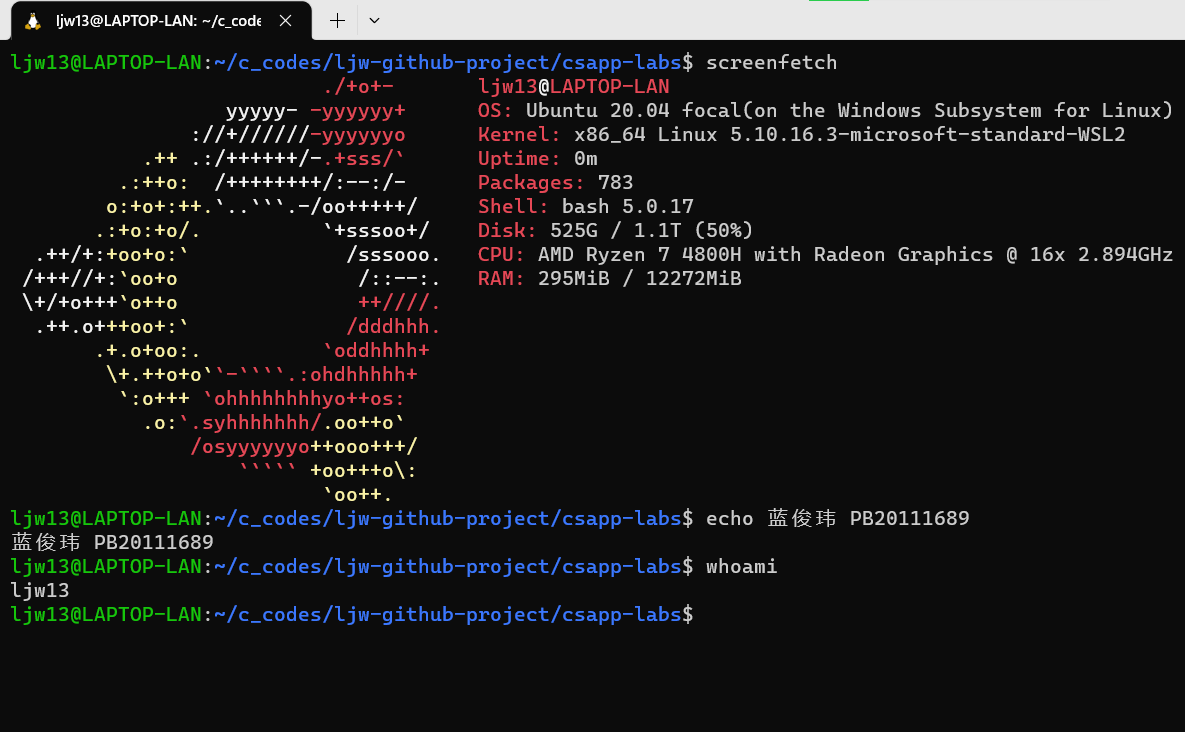 ljw13@LAPTOP-LAN: ~/c_code
ljw13@LAPTOP-LAN:~/c_codes/ljw-github-project/csapp-labs$ screenfetch
                          ./+o+-       ljw13@LAPTOP-LAN
                  yyyyy- -yyyyyy+      OS: Ubuntu 20.04 focal(on the Windows Subsystem for Linux)
               ://+//////-yyyyyyo      Kernel: x86_64 Linux 5.10.16.3-microsoft-standard-WSL2
           .++ .:/++++++/-.+sss/`      Uptime: 0m
         .:++o:  /++++++++/:--:/-      Packages: 783
        o:+o+:++.`..```.-/oo+++++/     Shell: bash 5.0.17
       .:+o:+o/.          `+sssoo+/    Disk: 525G / 1.1T (50%)
  .++/+:+oo+o:`             /sssooo.   CPU: AMD Ryzen 7 4800H with Radeon Graphics @ 16x 2.894GHz
 /+++//+:`oo+o               /::--:.   RAM: 295MiB / 12272MiB
 \+/+o+++`o++o               ++////.
  .++.o+++oo+:`             /dddhhh.
       .+.o+oo:.          `oddhhhh+
        \+.++o+o``-````.:ohdhhhhh+
         `:o+++ `ohhhhhhhhyo++os:
           .o:`.syhhhhhhh/.oo++o`
               /osyyyyyyo++ooo+++/
                   ````` +oo+++o\:
                          `oo++.
ljw13@LAPTOP-LAN:~/c_codes/ljw-github-project/csapp-labs$ echo 蓝俊玮 PB20111689
蓝俊玮 PB20111689
ljw13@LAPTOP-LAN:~/c_codes/ljw-github-project/csapp-labs$ whoami
ljw13
ljw13@LAPTOP-LAN:~/c_codes/ljw-github-project/csapp-labs$